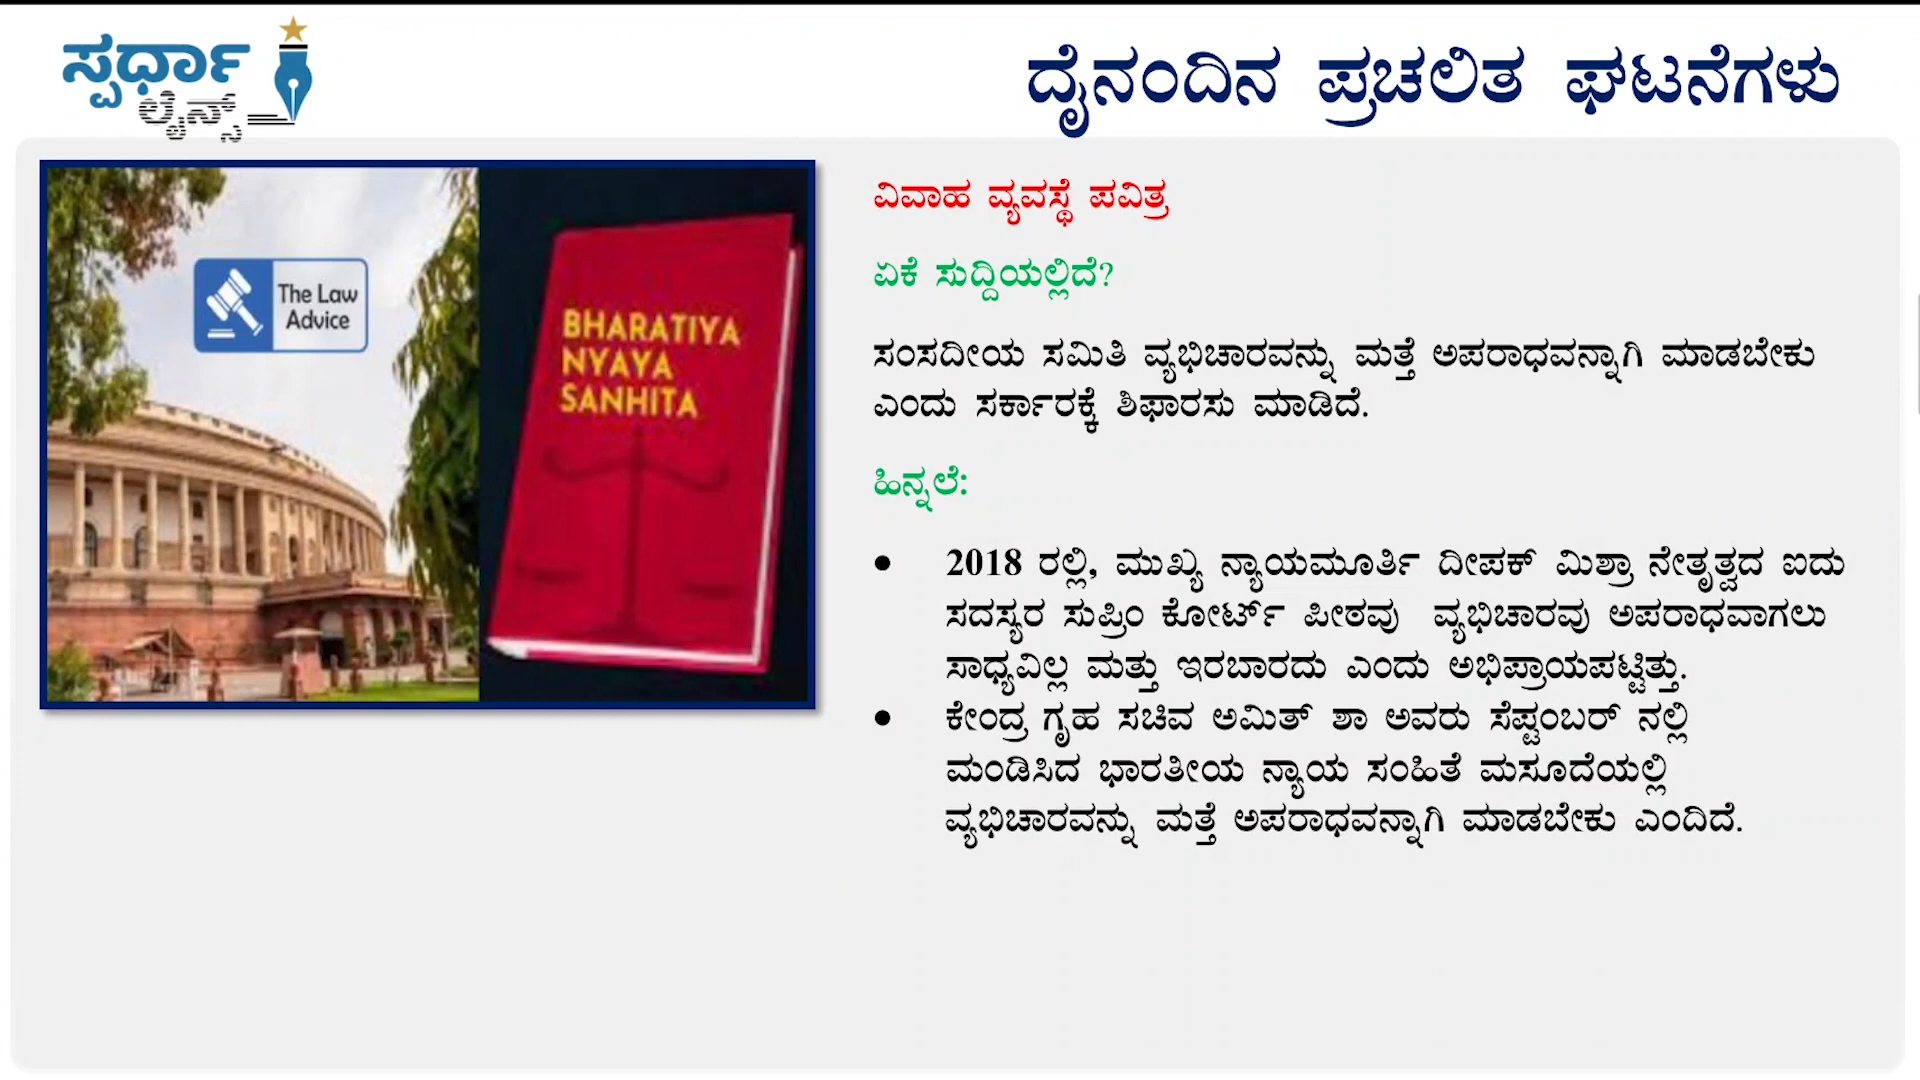 ಸ್ಪರ್ಧಾ
ಲೈನ್ಸ್
ದೈನಂದಿನ ಪ್ರಚಲಿತ ಘಟನೆಗಳು
The Law
Advice
BHARATIYA
NYAYA
SANHITA
ವಿವಾಹ ವ್ಯವಸ್ಥೆ ಪವಿತ್ರ
ಏಕೆ ಸುದ್ದಿಯಲ್ಲಿದೆ?
ಸಂಸದೀಯ ಸಮಿತಿ ವ್ಯಭಿಚಾರವನ್ನು ಮತ್ತೆ ಅಪರಾಧವನ್ನಾಗಿ ಮಾಡಬೇಕು
ಎಂದು ಸರ್ಕಾರಕ್ಕೆ ಶಿಫಾರಸು ಮಾಡಿದೆ.
ಹಿನ್ನಲೆ:
• 2018 ರಲ್ಲಿ, ಮುಖ್ಯ ನ್ಯಾಯಮೂರ್ತಿ ದೀಪಕ್ ಮಿಶ್ರಾ ನೇತೃತ್ವದ ಐದು
ಸದಸ್ಯರ ಸುಪ್ರಿಂ ಕೋರ್ಟ್ ಪೀಠವು ವ್ಯಭಿಚಾರವು ಅಪರಾಧವಾಗಲು
ಸಾಧ್ಯವಿಲ್ಲ ಮತ್ತು ಇರಬಾರದು ಎಂದು ಅಭಿಪ್ರಾಯಪಟ್ಟಿತ್ತು.
• ಕೇಂದ್ರ ಗೃಹ ಸಚಿವ ಅಮಿತ್ ಶಾ ಅವರು ಸೆಪ್ಟಂಬರ್ ನಲ್ಲಿ
ಮಂಡಿಸಿದ ಭಾರತೀಯ ನ್ಯಾಯ ಸಂಹಿತೆ ಮಸೂದೆಯಲ್ಲಿ
ವ್ಯಭಿಚಾರವನ್ನು ಮತ್ತೆ ಅಪರಾಧವನ್ನಾಗಿ ಮಾಡಬೇಕು ಎಂದಿದೆ.